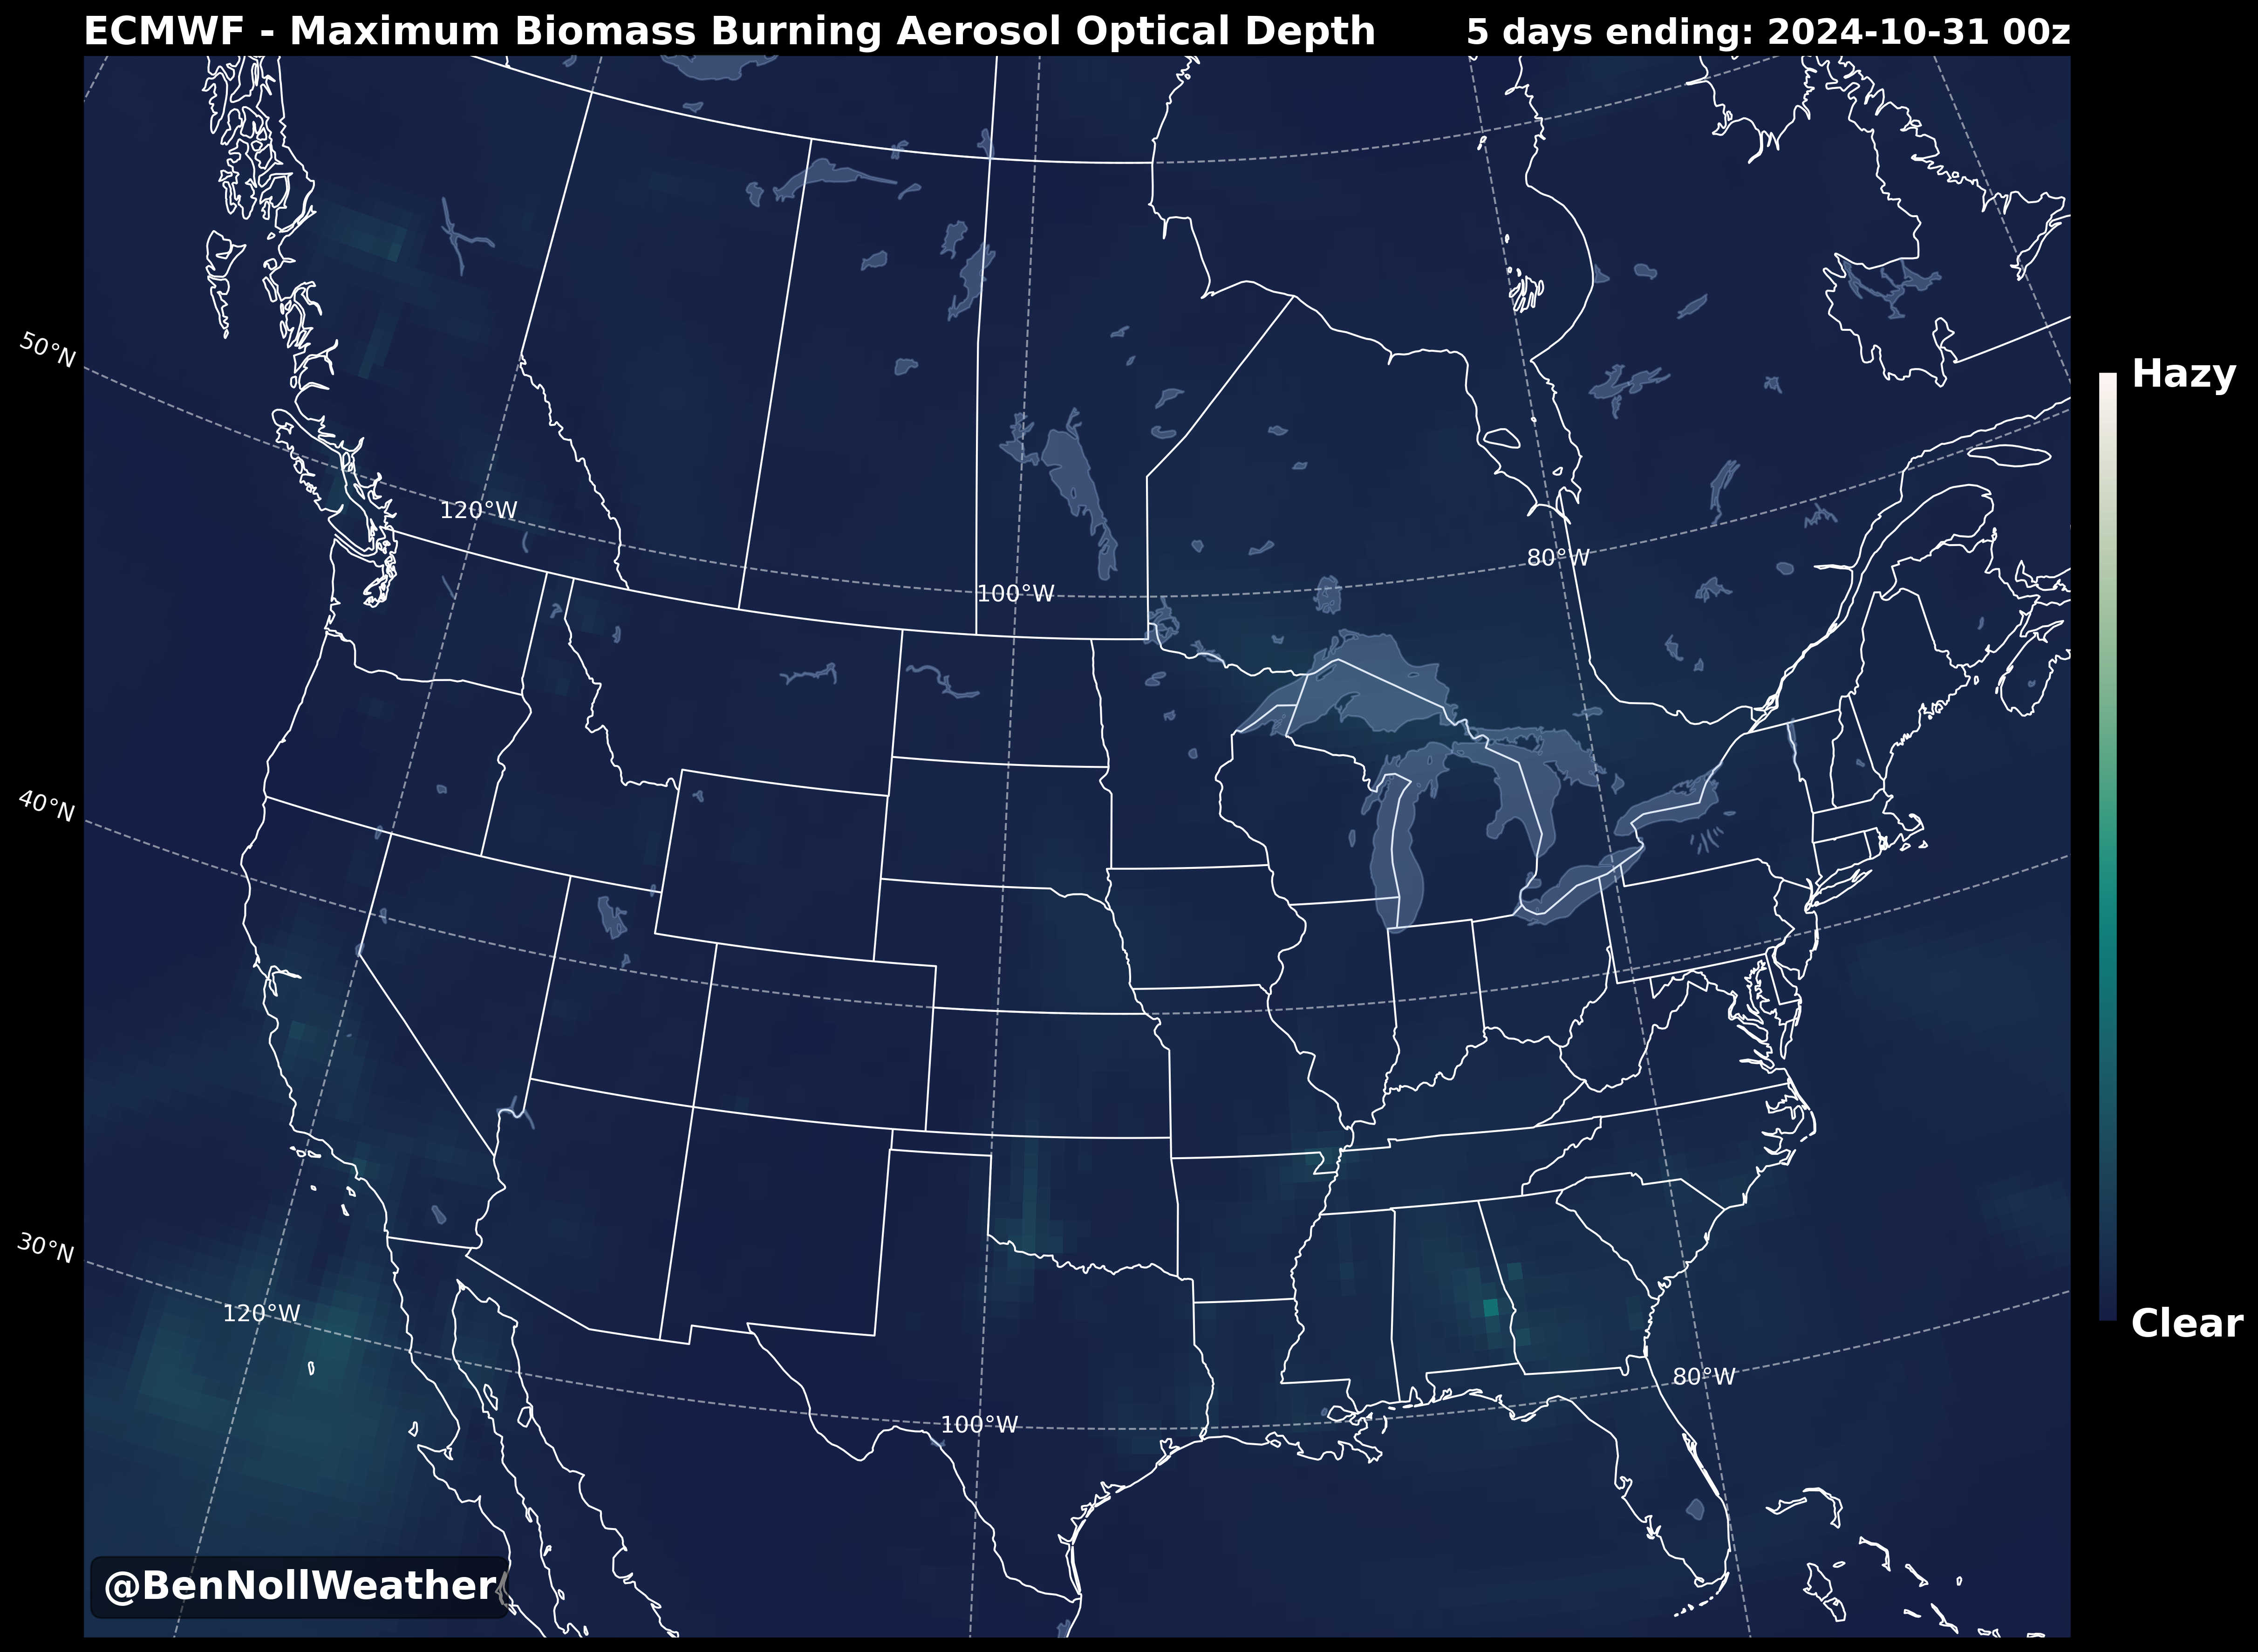 ECMWF - Maximum Biomass Burning Aerosol Optical Depth
5 days ending: 2024-10-31 00z
50°N
Hazy
120°W
80°W
100°W
40°N
30°N
120°W
Clear
80°W
100°W
@BenNollWeather